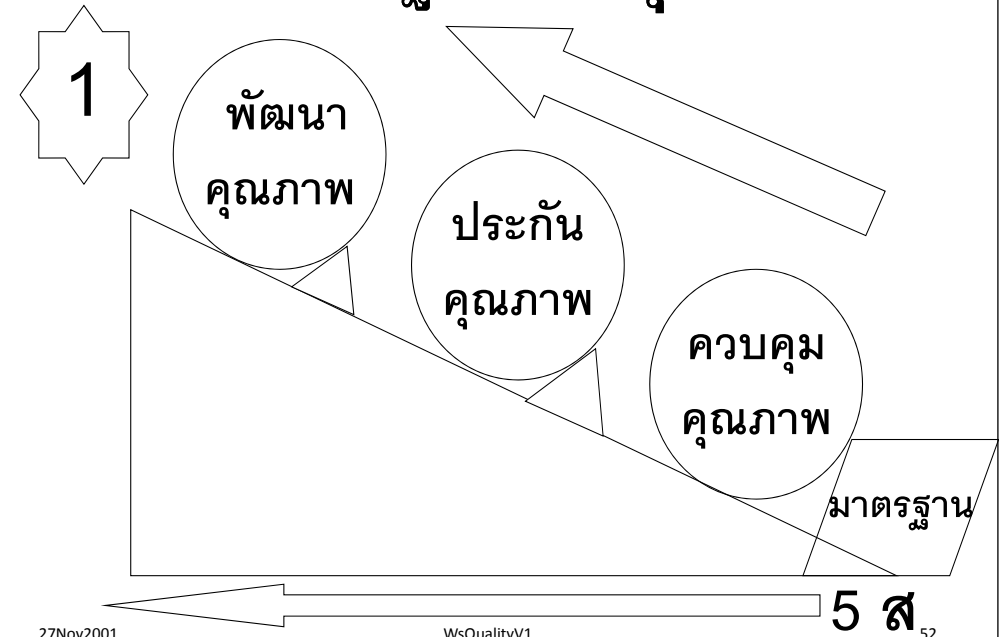 1
พัฒนา
คุณภาพ
ประกัน
คุณภาพ
ควบคุม
คุณภาพ
มาตรฐาน
5 ส
27Nov2001
WsQualityV1
52